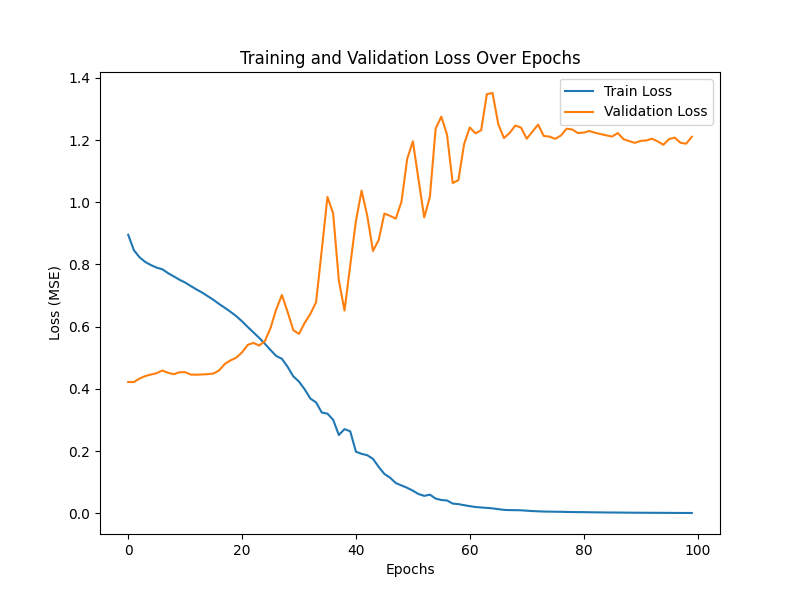 Training and Validation Loss Over Epochs
Train Loss
Validation Loss
Loss (MSE)
1.4
1.2
1.0
0.8
0.6
0.4
0.2
0.0
0
20
40
60
80
100
Epochs